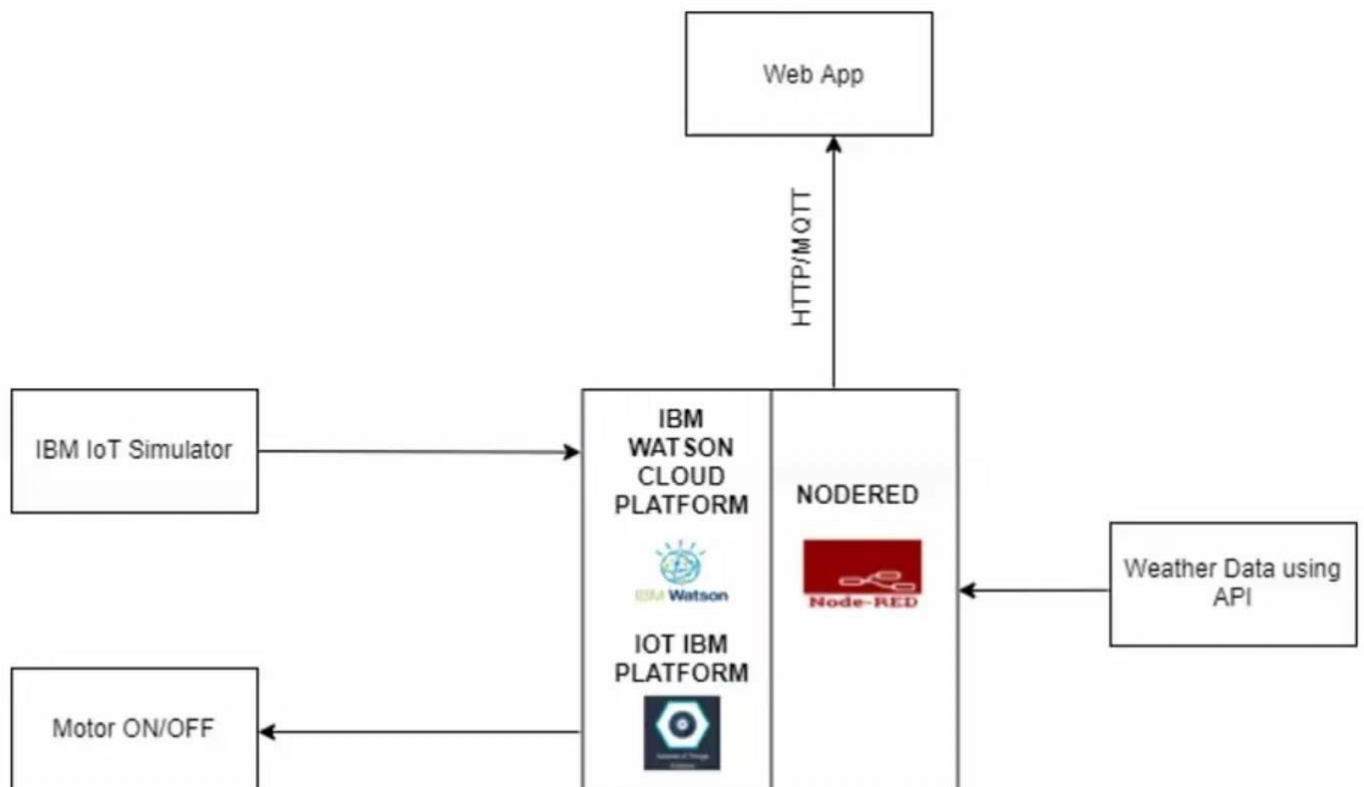 Web App
HTTP/MQTT
IBM IoT Simulator
IBM
WATSON
CLOUD
PLATFORM
IBM Watson
IOT IBM
PLATFORM
NODERED
Node-RED
Weather Data using
API
Motor ON/OFF